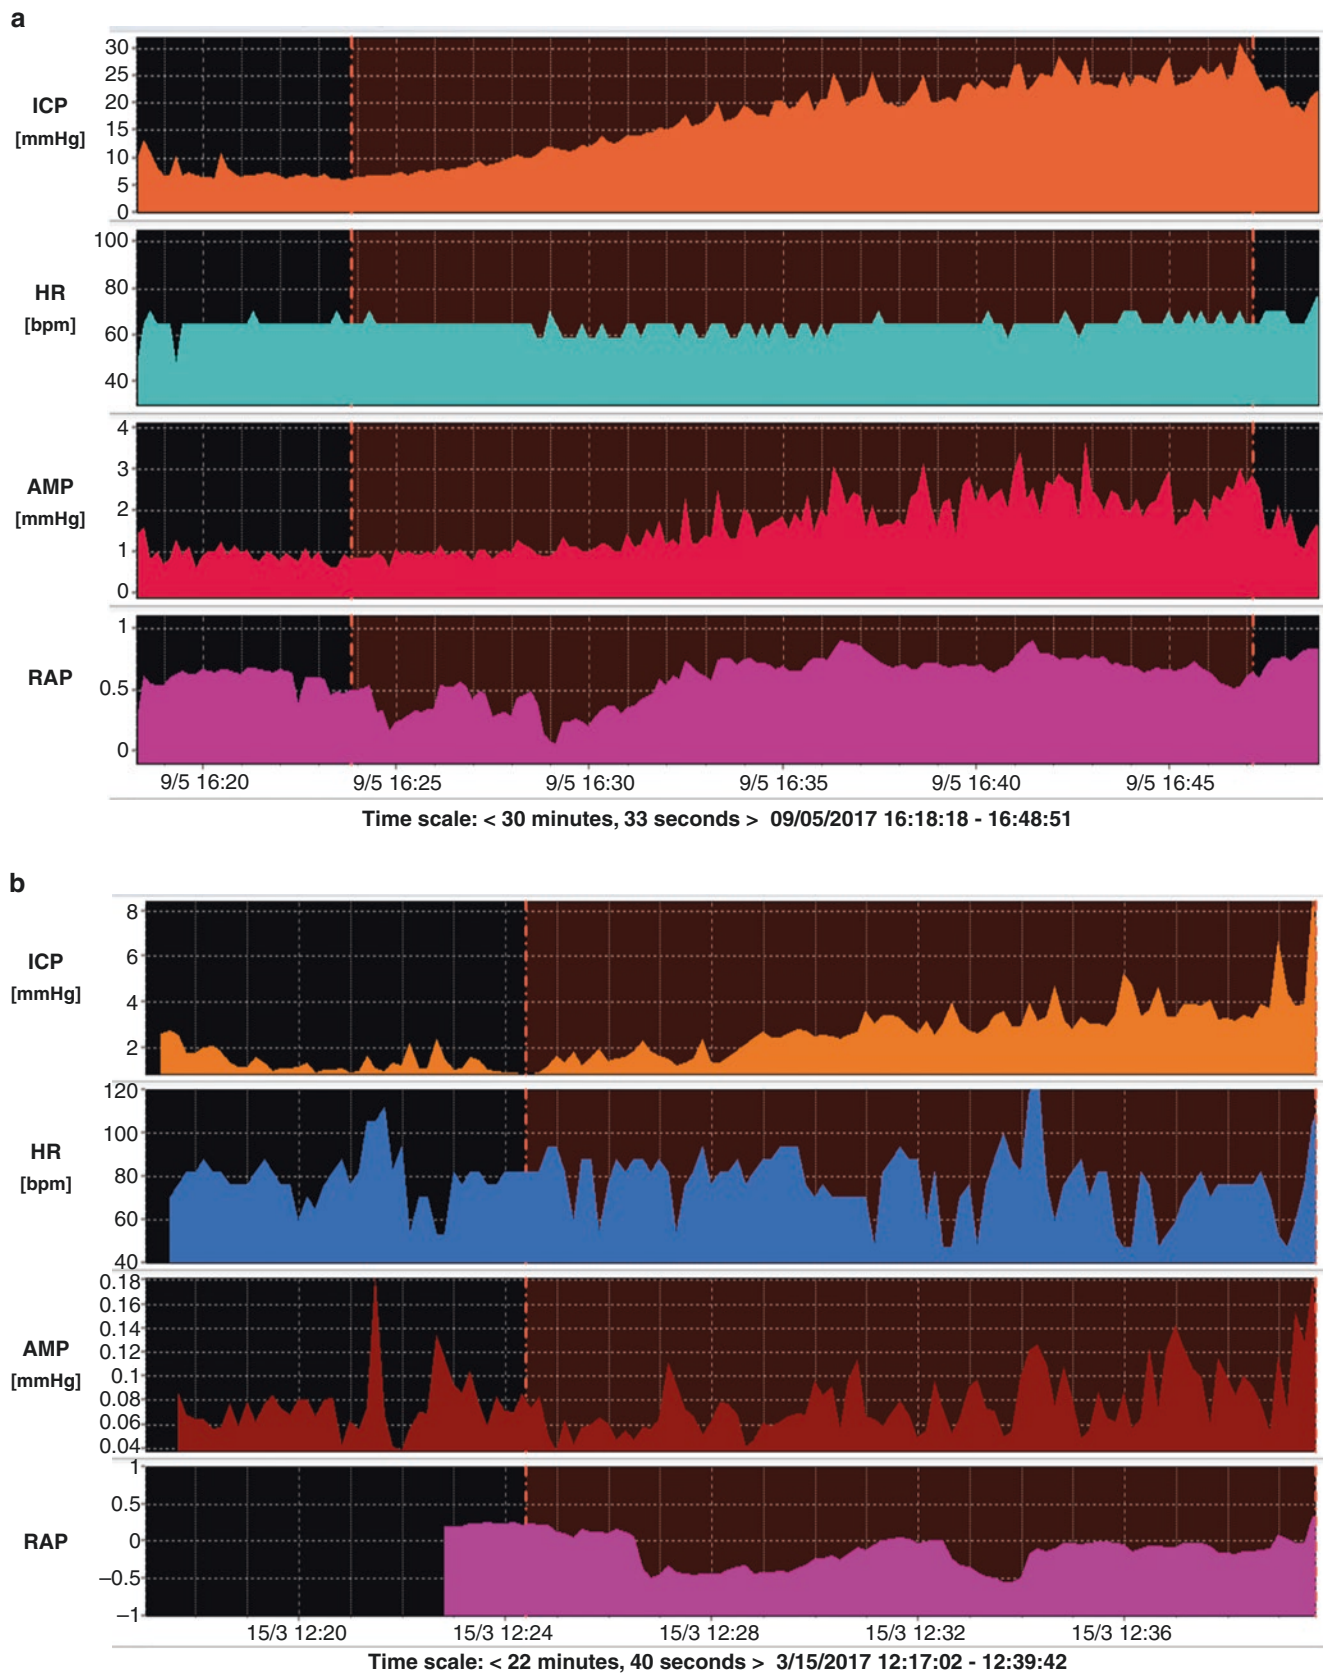 a
ICP
[mmHg]
30
25
20
15
10
5
0
HR
[bpm]
100
80
60
40
AMP
[mmHg]
4
3
2
1
0
RAP
1
0.5
0
9/5 16:20 9/5 16:25 9/5 16:30 9/5 16:35 9/5 16:40 9/5 16:45
Time scale: < 30 minutes, 33 seconds > 09/05/2017 16:18:18 - 16:48:51
b
ICP
[mmHg]
8
6
4
2
HR
[bpm]
120
100
80
60
40
AMP
[mmHg]
0.18
0.16
0.14
0.12
0.1
0.08
0.06
0.04
RAP
1
0.5
0
−0.5
−1
15/3 12:20 15/3 12:24 15/3 12:28 15/3 12:32 15/3 12:36
Time scale: < 22 minutes, 40 seconds > 3/15/2017 12:17:02 - 12:39:42